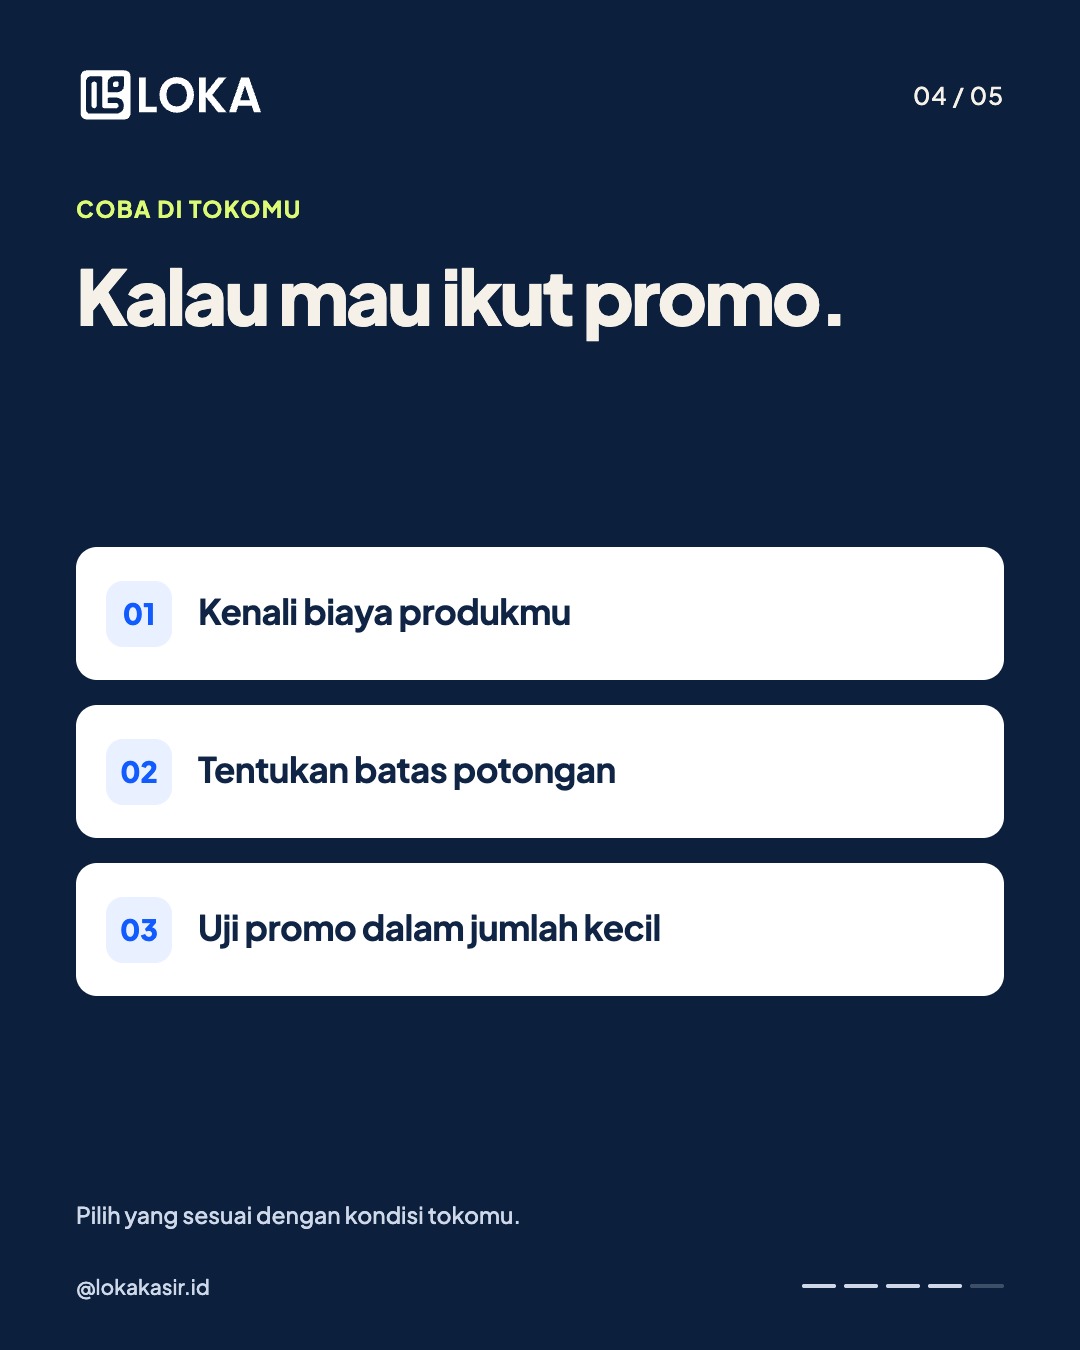 LOKA
04 / 05
COBA DI TOKOMU
Kalau mau ikut promo.
01 Kenali biaya produkmu
02 Tentukan batas potongan
03 Uji promo dalam jumlah kecil
Pilih yang sesuai dengan kondisi tokomu.
@lokakasir.id